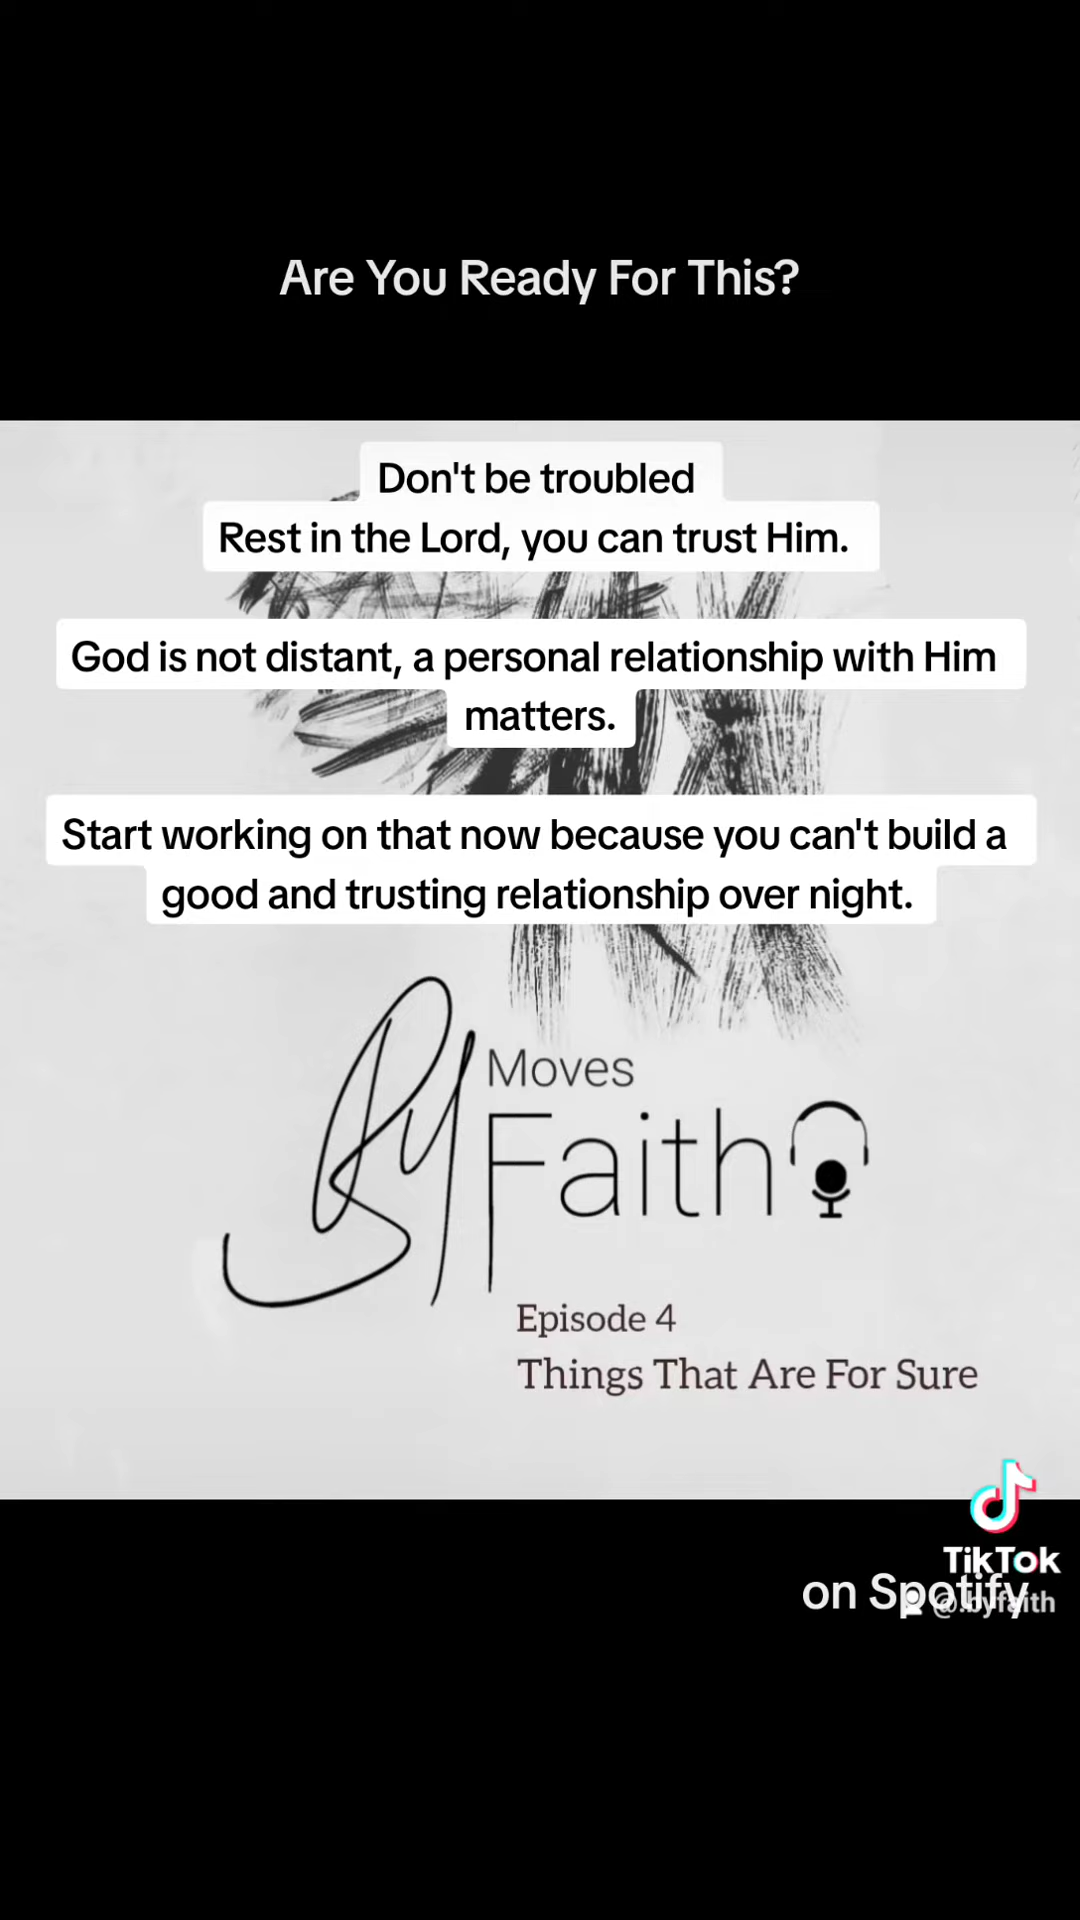 Are You Ready For This?
Don't be troubled
Rest in the Lord, you can trust Him.
God is not distant, a personal relationship with Him
matters.
Start working on that now because you can't build a
good and trusting relationship over night.
Moves
By Faith
Episode 4
Things That Are For Sure
TikTok
on Spotify
@.byfaith